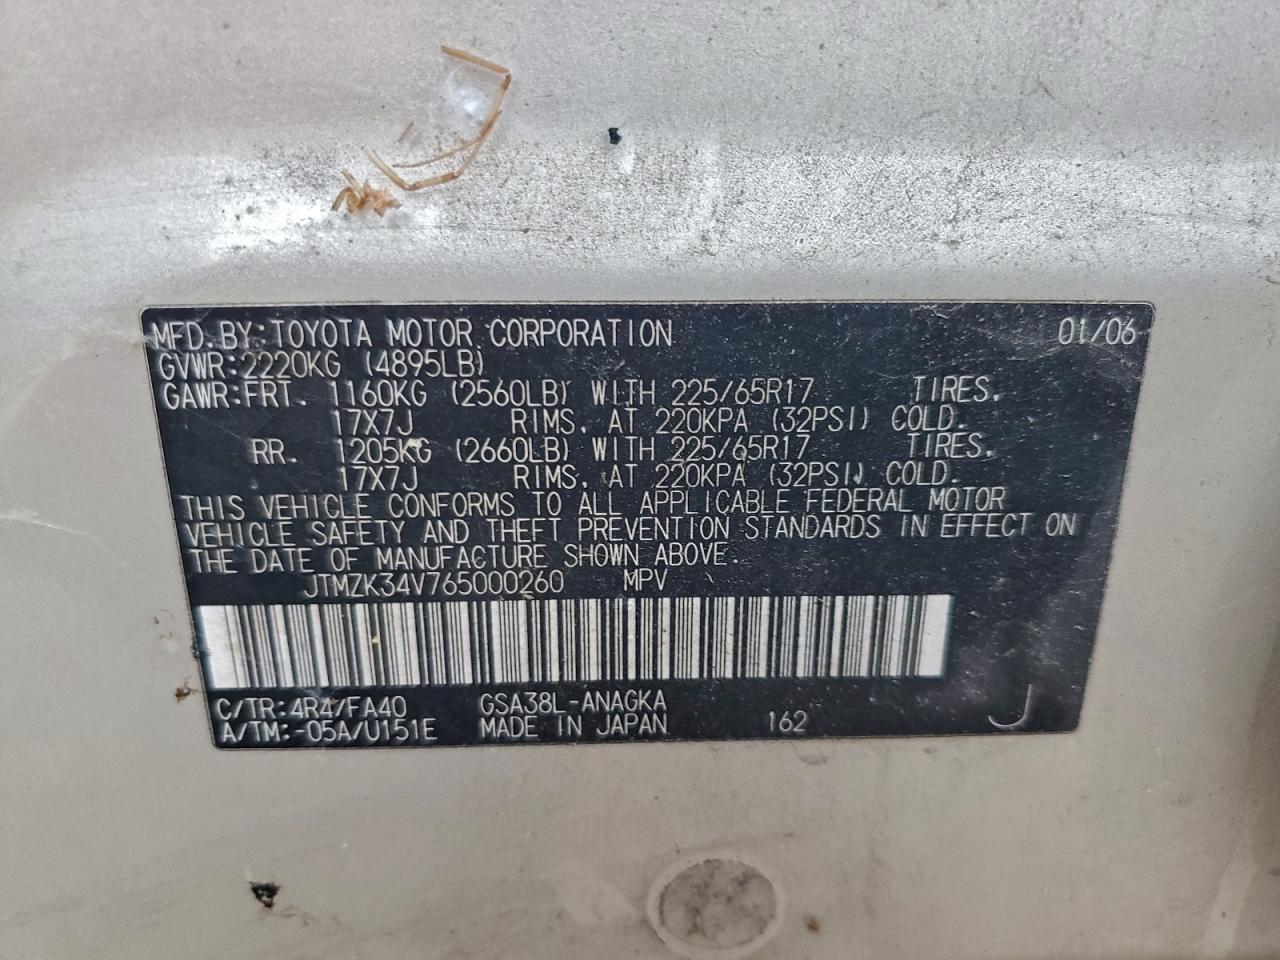 MFD. BY: TOYOTA MOTOR CORPORATION 01/06
GVWR: 2220KG (4895LB)
GAWR: FRT. 1160KG (2560LB) WITH 225/65R17 TIRES.
17X7J RIMS, AT 220KPA (32PSI) COLD.
RR. 1205KG (2660LB) WITH 225/65R17 TIRES,
17X7J RIMS, AT 220KPA (32PSI) COLD.
THIS VEHICLE CONFORMS TO ALL APPLICABLE FEDERAL MOTOR
VEHICLE SAFETY AND THEFT PREVENTION STANDARDS IN EFFECT ON
THE DATE OF MANUFACTURE SHOWN ABOVE.
JTMZK34V765000260 MPV
C/TR: 4R4/FA40 GSA38L-ANAGKA
A/TM: -05A/U151E MADE IN JAPAN 162 J